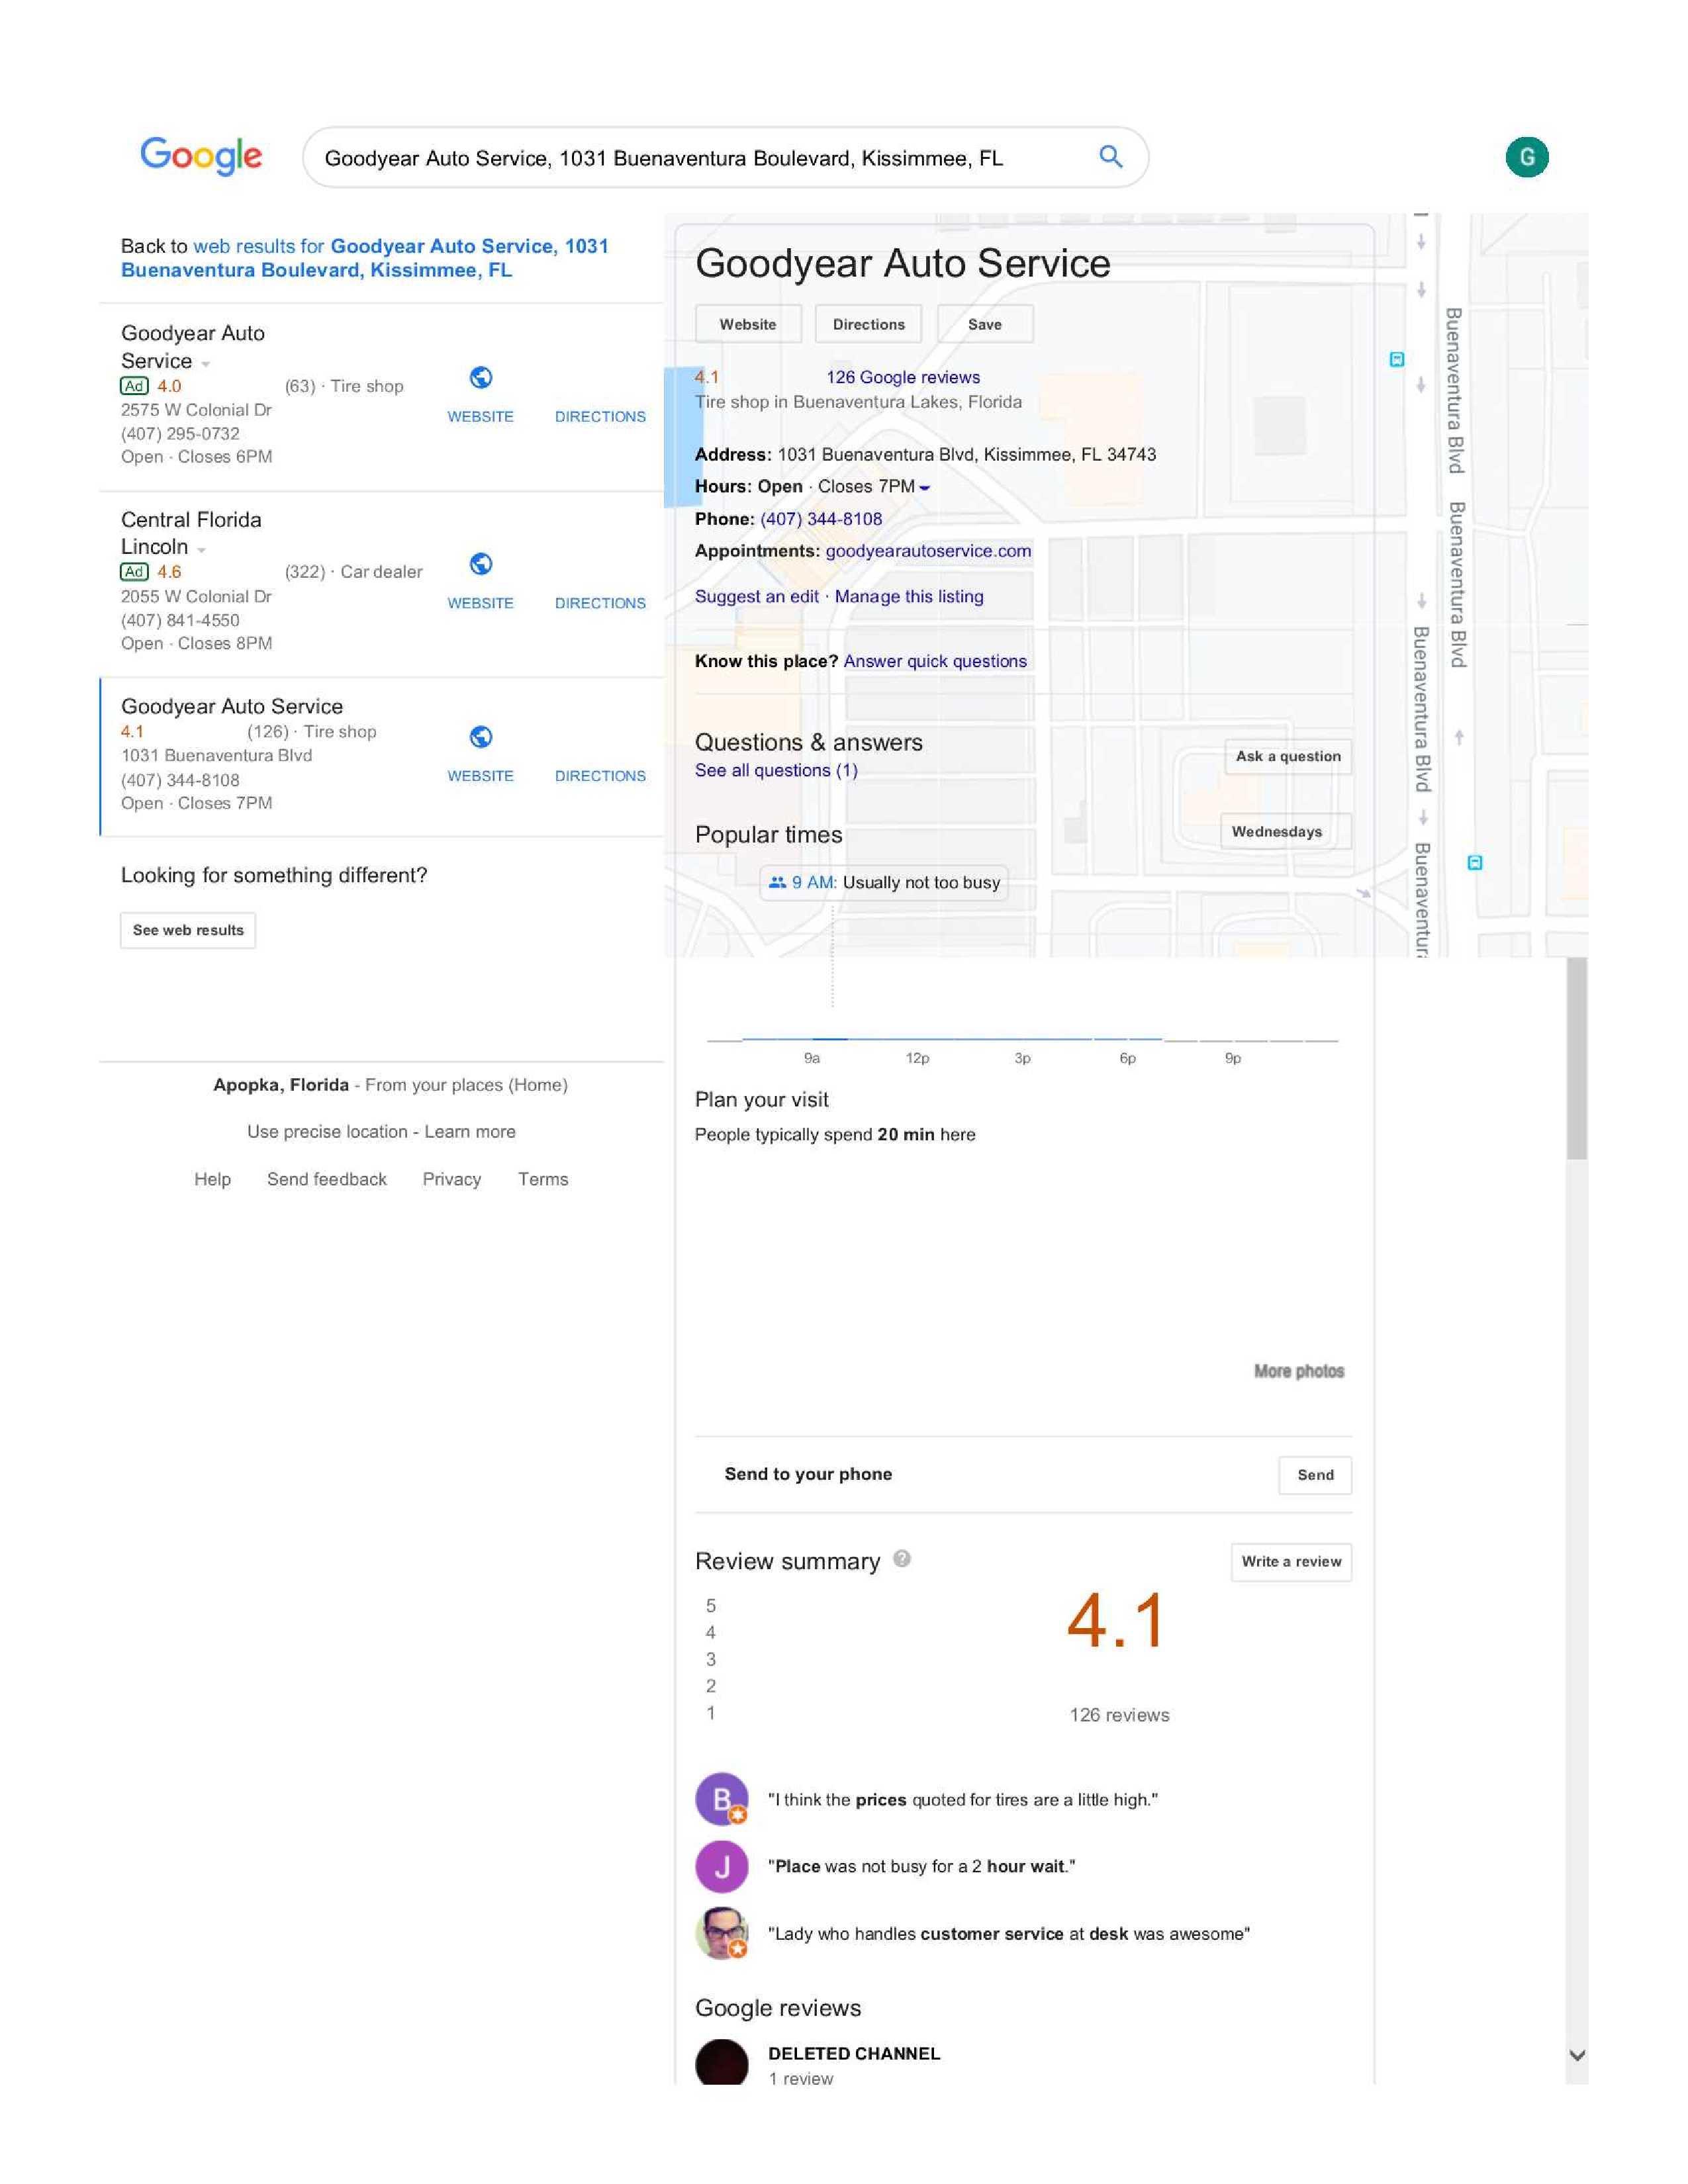 Google
Goodyear Auto Service, 1031 Buenaventura Boulevard, Kissimmee, FL
G
Back to web results for Goodyear Auto Service, 1031
Buenaventura Boulevard, Kissimmee, FL
Goodyear Auto
Service
Ad 4.0 (63) · Tire shop
2575 W Colonial Dr
(407) 295-0732
Open · Closes 6PM
WEBSITE DIRECTIONS
Central Florida
Lincoln
Ad 4.6 (322) · Car dealer
2055 W Colonial Dr
(407) 841-4550
Open · Closes 8PM
WEBSITE DIRECTIONS
Goodyear Auto Service
4.1 (126) · Tire shop
1031 Buenaventura Blvd
(407) 344-8108
Open · Closes 7PM
WEBSITE DIRECTIONS
Looking for something different?
See web results
Apopka, Florida - From your places (Home)
Use precise location - Learn more
Help Send feedback Privacy Terms
Goodyear Auto Service
Website Directions Save
4.1 126 Google reviews
Tire shop in Buenaventura Lakes, Florida
Address: 1031 Buenaventura Blvd, Kissimmee, FL 34743
Hours: Open · Closes 7PM
Phone: (407) 344-8108
Appointments: goodyearautoservice.com
Suggest an edit · Manage this listing
Know this place? Answer quick questions
Questions & answers
See all questions (1)
Ask a question
Popular times
Wednesdays
9 AM: Usually not too busy
9a 12p 3p 6p 9p
Plan your visit
People typically spend 20 min here
More photos
Send to your phone
Send
Review summary
Write a review
5
4
3
2
1
4.1
126 reviews
B
"I think the prices quoted for tires are a little high."
J
"Place was not busy for a 2 hour wait."
"Lady who handles customer service at desk was awesome"
Google reviews
DELETED CHANNEL
1 review
Buenaventura Blvd
Buenaventura Blvd
Buenaventura Blvd
Buenaventura